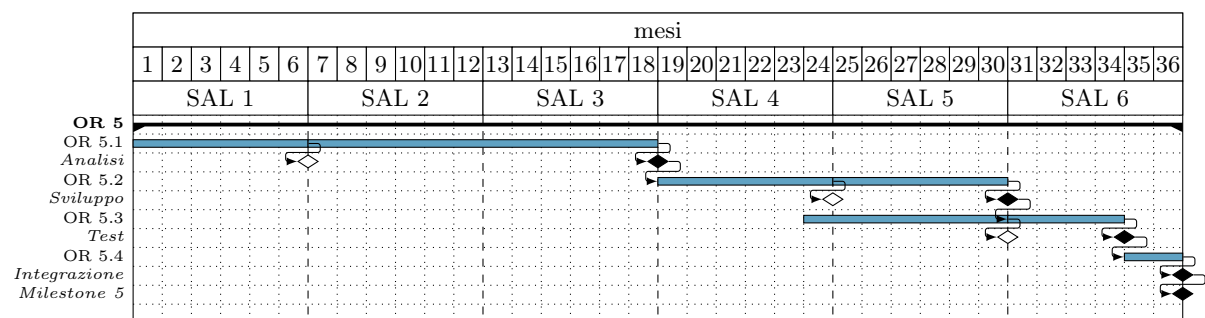 mesi
1 2 3 4 5 6 7 8 9 10 11 12 13 14 15 16 17 18 19 20 21 22 23 24 25 26 27 28 29 30 31 32 33 34 35 36
SAL 1 SAL 2 SAL 3 SAL 4 SAL 5 SAL 6
OR 5
OR 5.1
Analisi
OR 5.2
Sviluppo
OR 5.3
Test
OR 5.4
Integrazione
Milestone 5